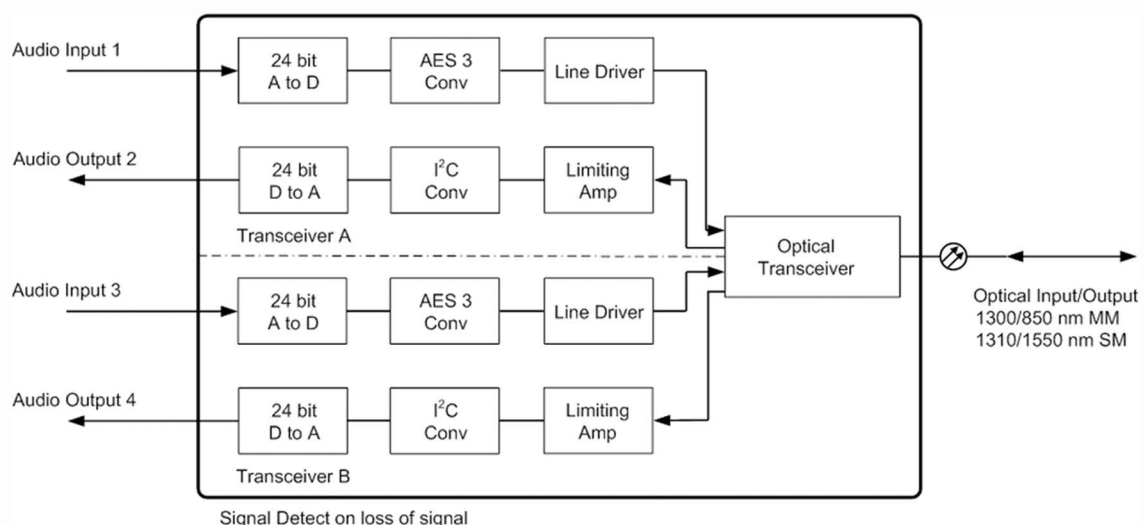 Audio Input 1
24 bit
A to D
AES 3
Conv
Line Driver
Audio Output 2
24 bit
D to A
I²C
Conv
Limiting
Amp
Transceiver A
Optical
Transceiver
Audio Input 3
24 bit
A to D
AES 3
Conv
Line Driver
Optical Input/Output
1300/850 nm MM
1310/1550 nm SM
Audio Output 4
24 bit
D to A
I²C
Conv
Limiting
Amp
Transceiver B
Signal Detect on loss of signal